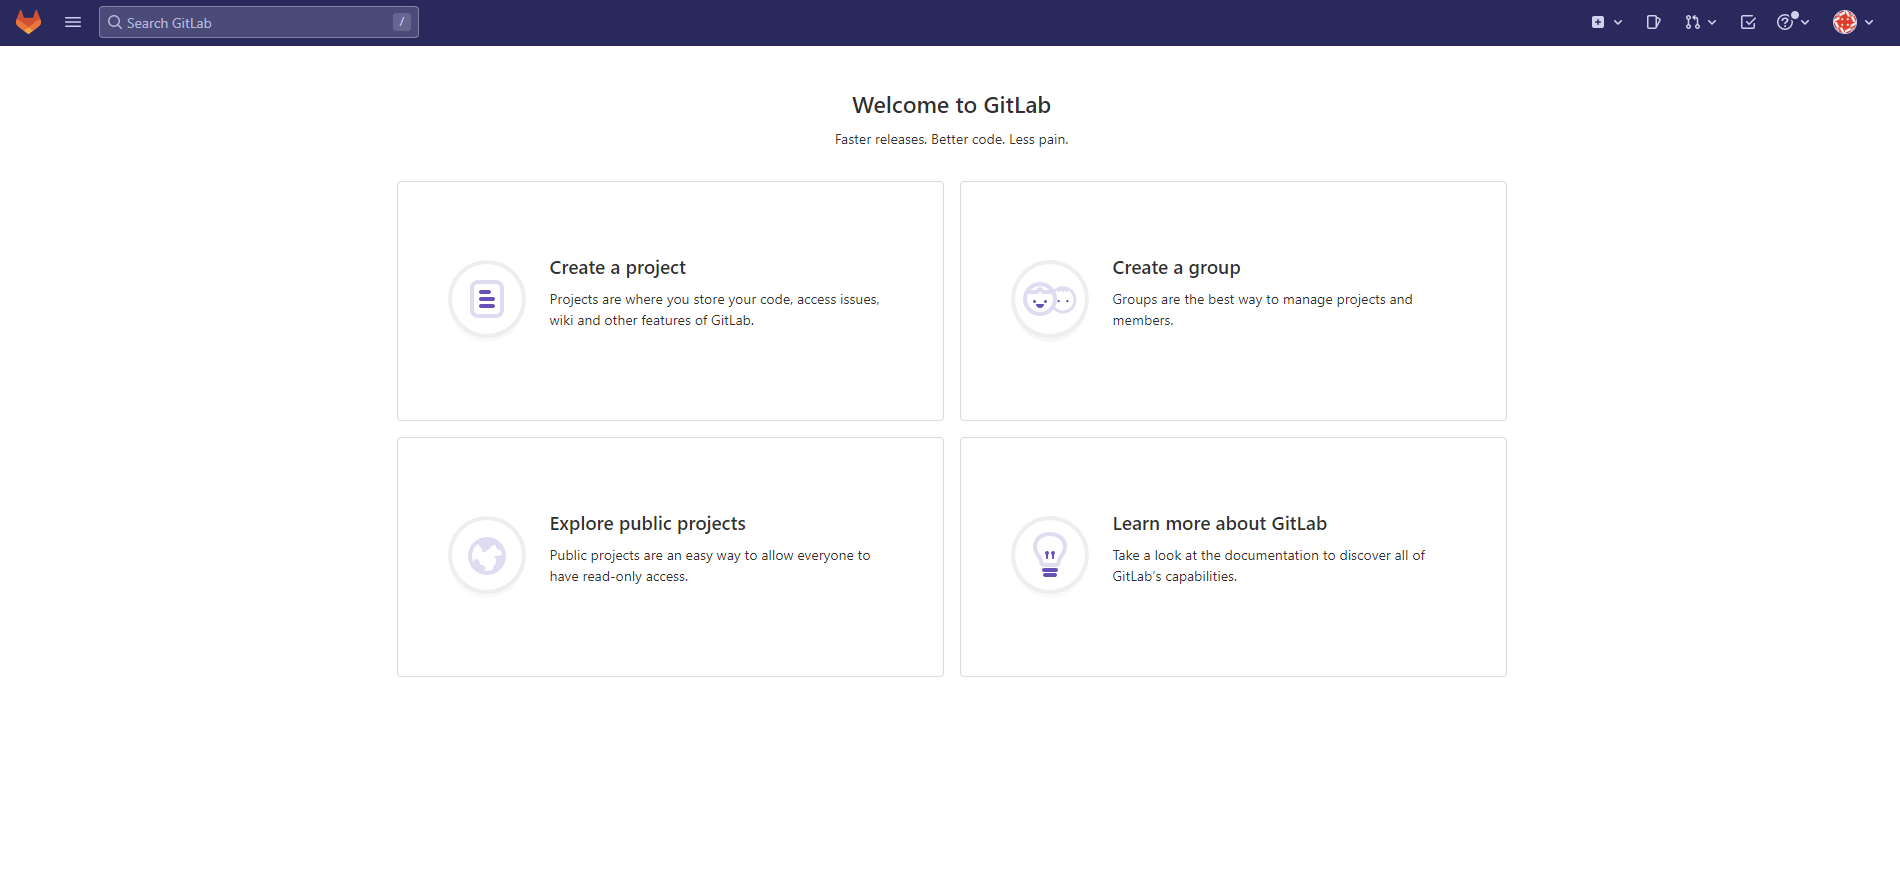 Search GitLab /
Welcome to GitLab
Faster releases. Better code. Less pain.
Create a project
Projects are where you store your code, access issues,
wiki and other features of GitLab.
Create a group
Groups are the best way to manage projects and
members.
Explore public projects
Public projects are an easy way to allow everyone to
have read-only access.
Learn more about GitLab
Take a look at the documentation to discover all of
GitLab's capabilities.